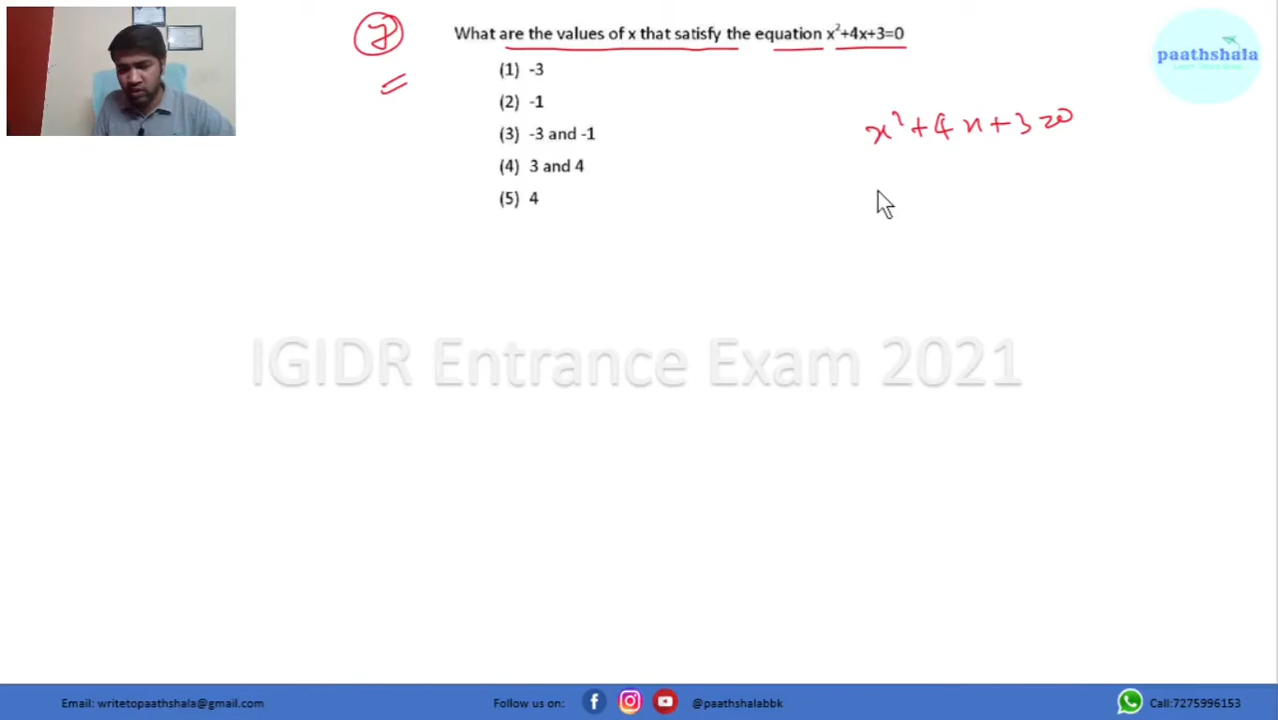 7
What are the values of x that satisfy the equation x²+4x+3=0
(1) -3
(2) -1
(3) -3 and -1
(4) 3 and 4
(5) 4
x²+4x+3=0
paathshala
IGIDR Entrance Exam 2021
Email: writetopaathshala@gmail.com
Follow us on:
@paathshalabbk
Call:7275996153